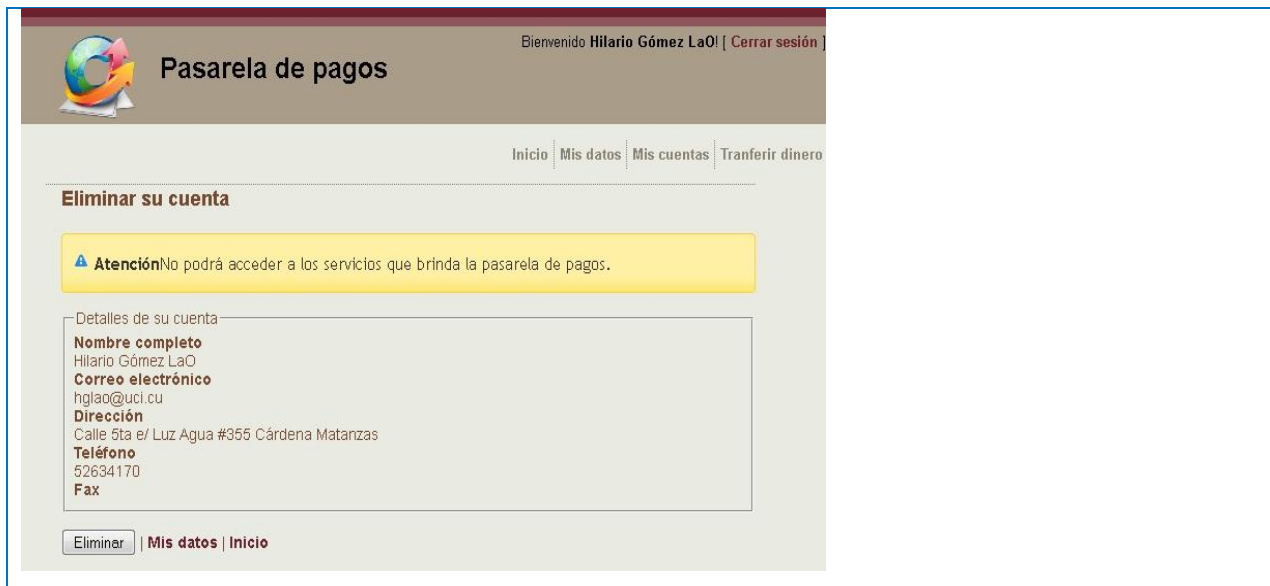 Bienvenido Hilario Gómez LaO! [ Cerrar sesión ]
Pasarela de pagos
Inicio Mis datos Mis cuentas Tranferir dinero
Eliminar su cuenta
AtenciónNo podrá acceder a los servicios que brinda la pasarela de pagos.
Detalles de su cuenta
Nombre completo
Hilario Gómez LaO
Correo electrónico
hglao@uci.cu
Dirección
Calle 5ta e/ Luz Agua #355 Cárdena Matanzas
Teléfono
52634170
Fax
Eliminar | Mis datos | Inicio